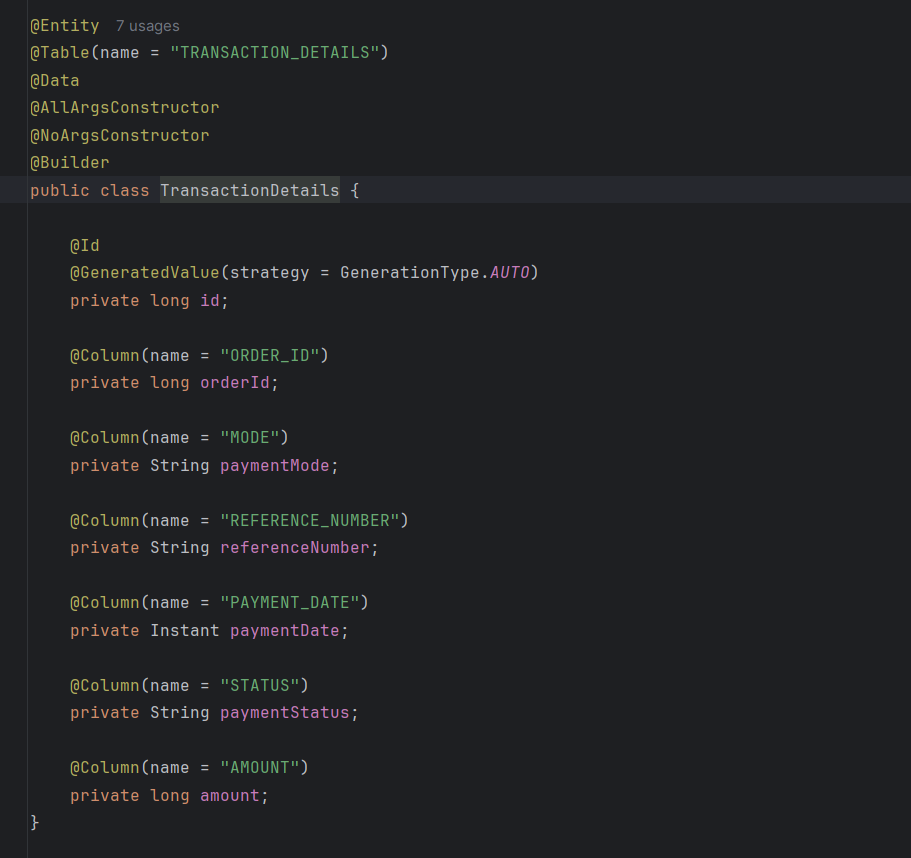 @Entity 7 usages
@Table(name = "TRANSACTION_DETAILS")
@Data
@AllArgsConstructor
@NoArgsConstructor
@Builder
public class TransactionDetails {
@Id
@GeneratedValue(strategy = GenerationType.AUTO)
private long id;
@Column(name = "ORDER_ID")
private long orderId;
@Column(name = "MODE")
private String paymentMode;
@Column(name = "REFERENCE_NUMBER")
private String referenceNumber;
@Column(name = "PAYMENT_DATE")
private Instant paymentDate;
@Column(name = "STATUS")
private String paymentStatus;
@Column(name = "AMOUNT")
private long amount;
}